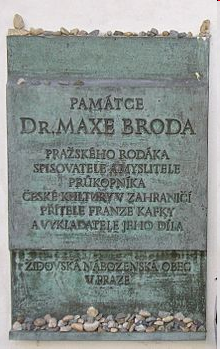 PAMÁTCE
DR. MAXE BRODA
PRAŽSKÉHO RODÁKA
SPISOVATELE A MYSLITELE
PRŮKOPNÍKA
ČESKÉ KULTURY V ZAHRANIČÍ
PŘÍTELE FRANZE KAFKY
A VYKLADATELE JEHO DÍLA
ŽIDOVSKÁ NÁBOŽENSKÁ OBEC
V PRAZE